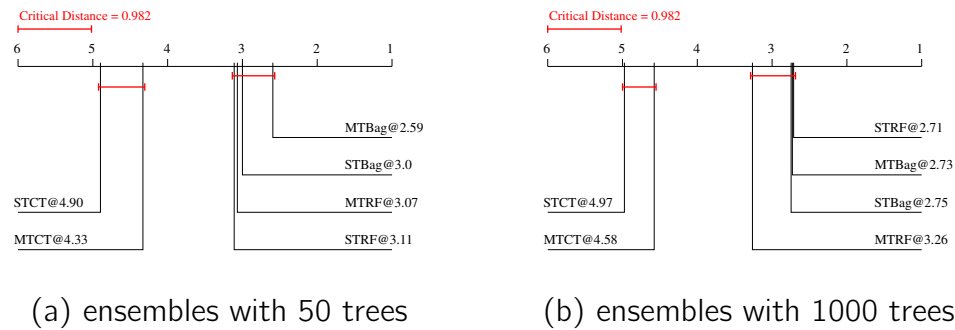 Critical Distance = 0.982
6 5 4 3 2 1
MTBag@2.59
STBag@3.0
STCT@4.90 MTRF@3.07
MTCT@4.33 STRF@3.11
(a) ensembles with 50 trees
Critical Distance = 0.982
6 5 4 3 2 1
STRF@2.71
MTBag@2.73
STCT@4.97 STBag@2.75
MTCT@4.58 MTRF@3.26
(b) ensembles with 1000 trees